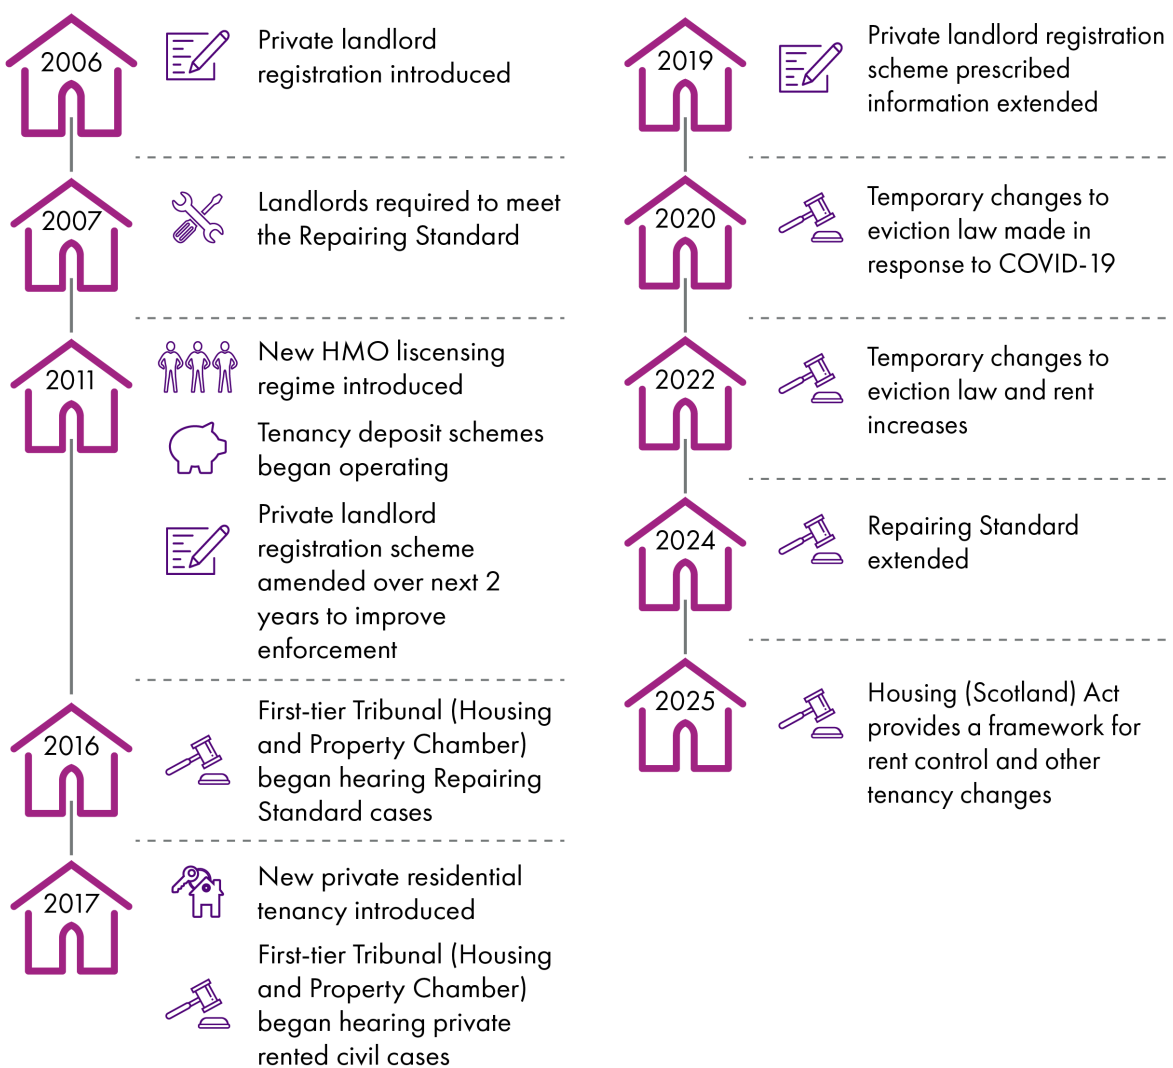 2006
Private landlord
registration introduced
2007
Landlords required to meet
the Repairing Standard
2011
New HMO liscensing
regime introduced
Tenancy deposit schemes
began operating
Private landlord
registration scheme
amended over next 2
years to improve
enforcement
2016
First-tier Tribunal (Housing
and Property Chamber)
began hearing Repairing
Standard cases
2017
New private residential
tenancy introduced
First-tier Tribunal (Housing
and Property Chamber)
began hearing private
rented civil cases
2019
Private landlord registration
scheme prescribed
information extended
2020
Temporary changes to
eviction law made in
response to COVID-19
2022
Temporary changes to
eviction law and rent
increases
2024
Repairing Standard
extended
2025
Housing (Scotland) Act
provides a framework for
rent control and other
tenancy changes